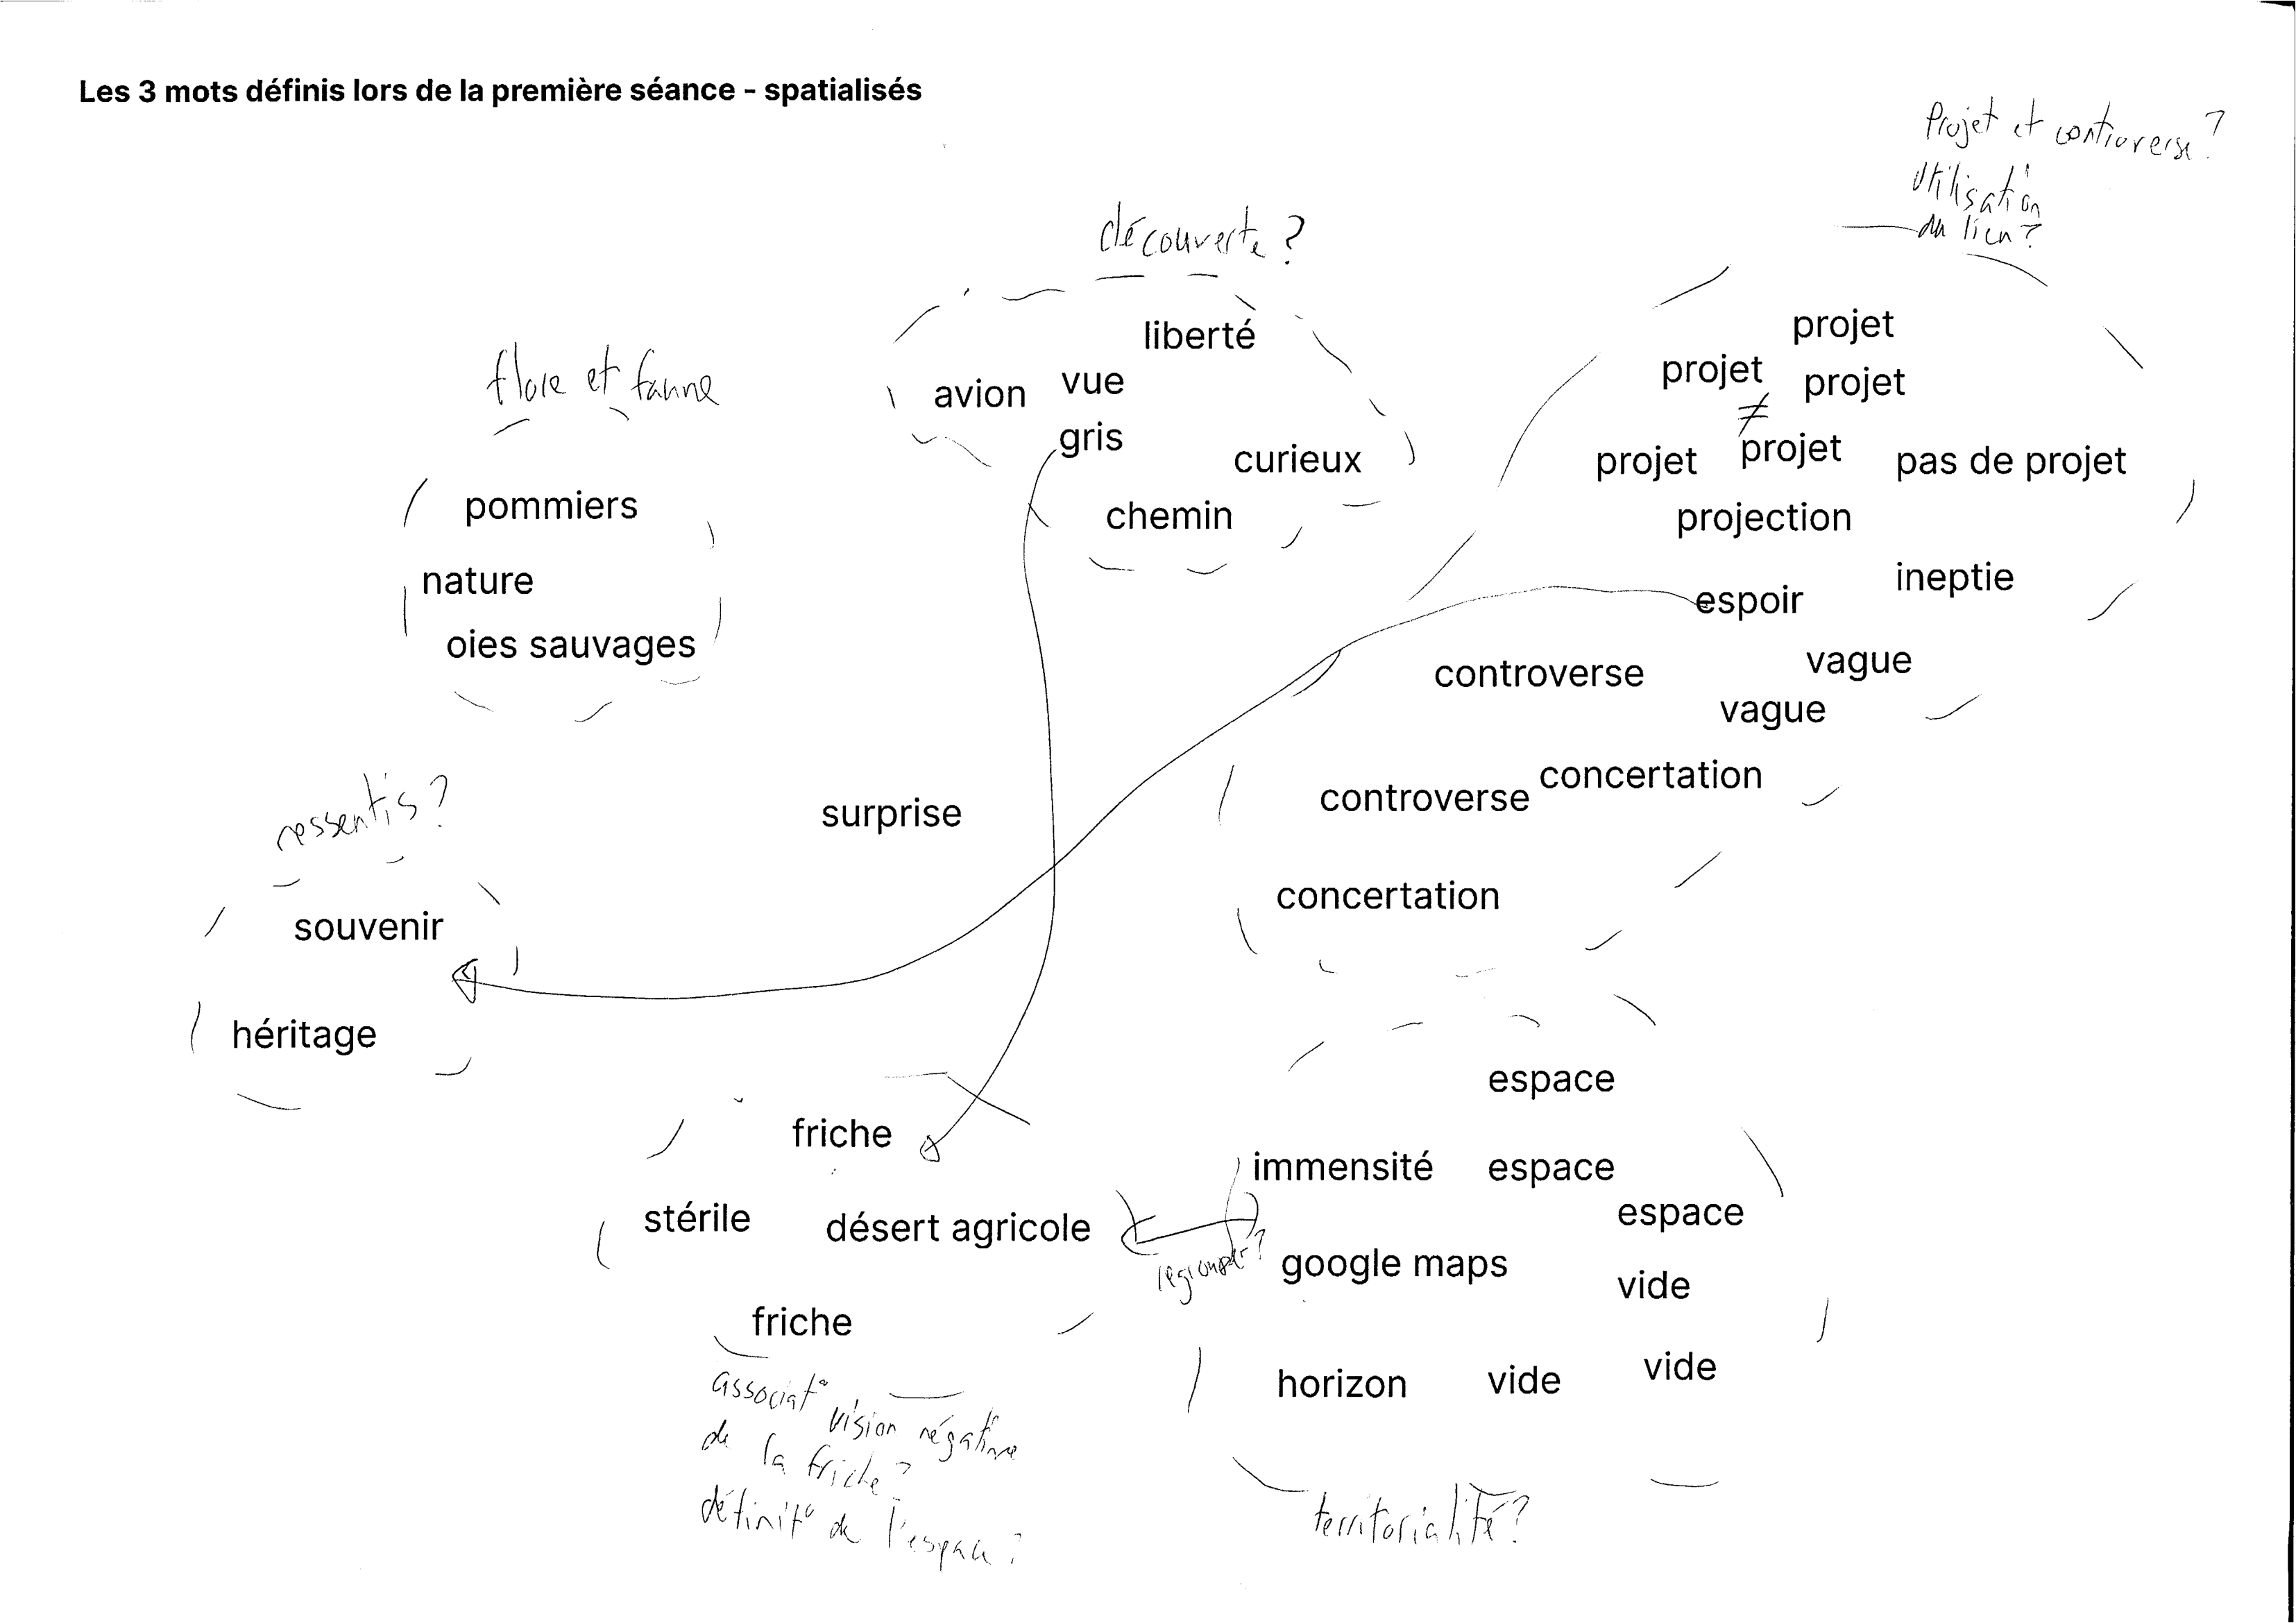 Les 3 mots définis lors de la première séance - spatialisés
Projet et controverse ?
Utilisation
du lien ?
découverte ?
liberté
avion
vue
gris
curieux
chemin
flore et faune
pommiers
nature
oies sauvages
projet
projet
projet
≠
projet
projet
pas de projet
projection
ineptie
espoir
vague
controverse
vague
concertation
controverse
concertation
surprise
ressentis ?
souvenir
héritage
friche
stérile
désert agricole
friche
associat° vision négative
de la friche ?
définit° de l'espace ?
regrouper ?
espace
immensité
espace
espace
google maps
vide
horizon
vide
vide
territorialité ?